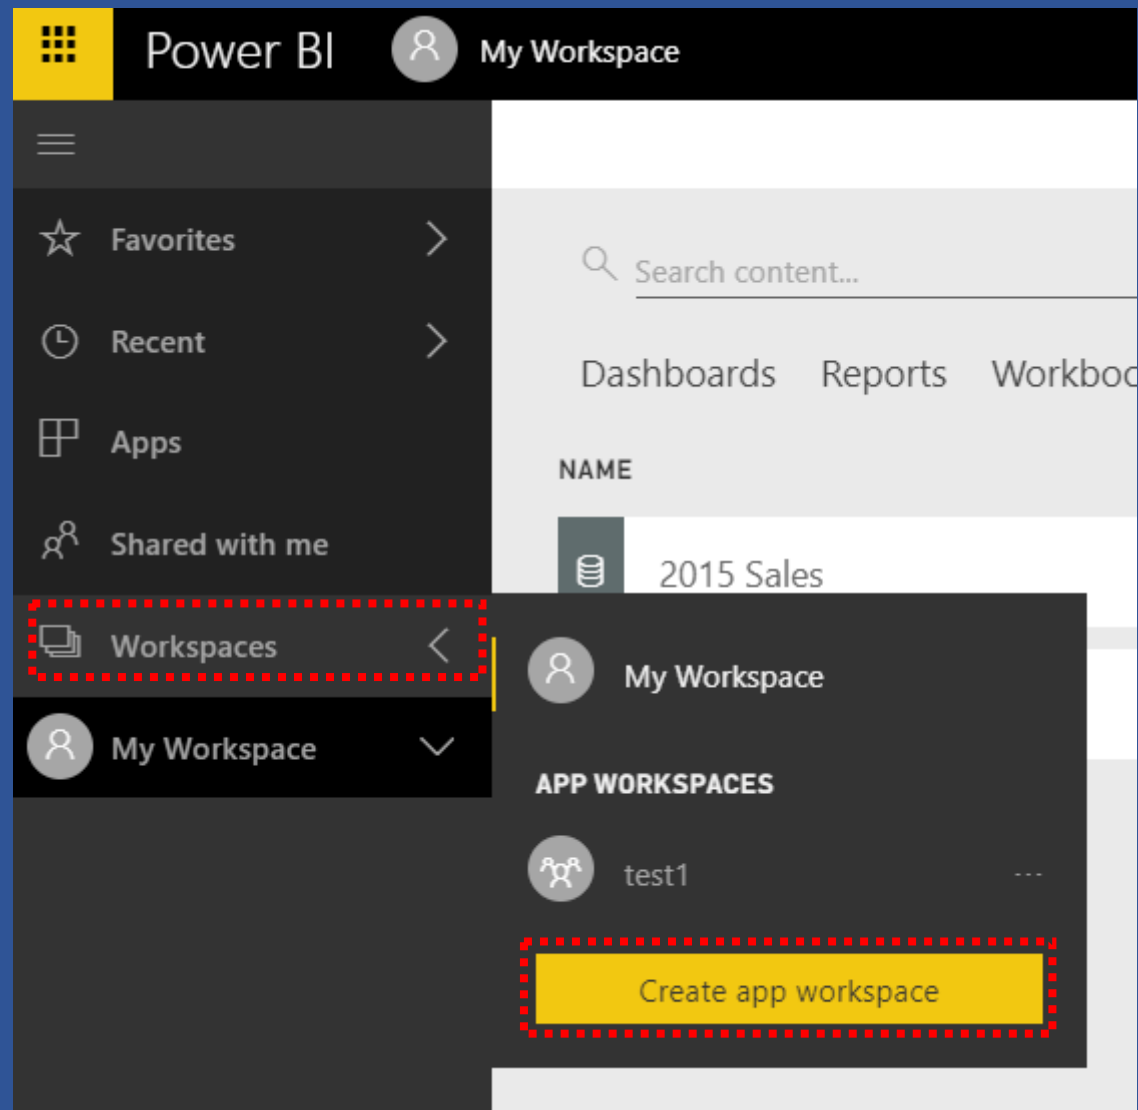 Power BI
My Workspace
Favorites
Recent
Apps
Shared with me
Workspaces
My Workspace
Search content...
Dashboards Reports
NAME
2015 Sales
My Workspace
APP WORKSPACES
test1
Create app workspace